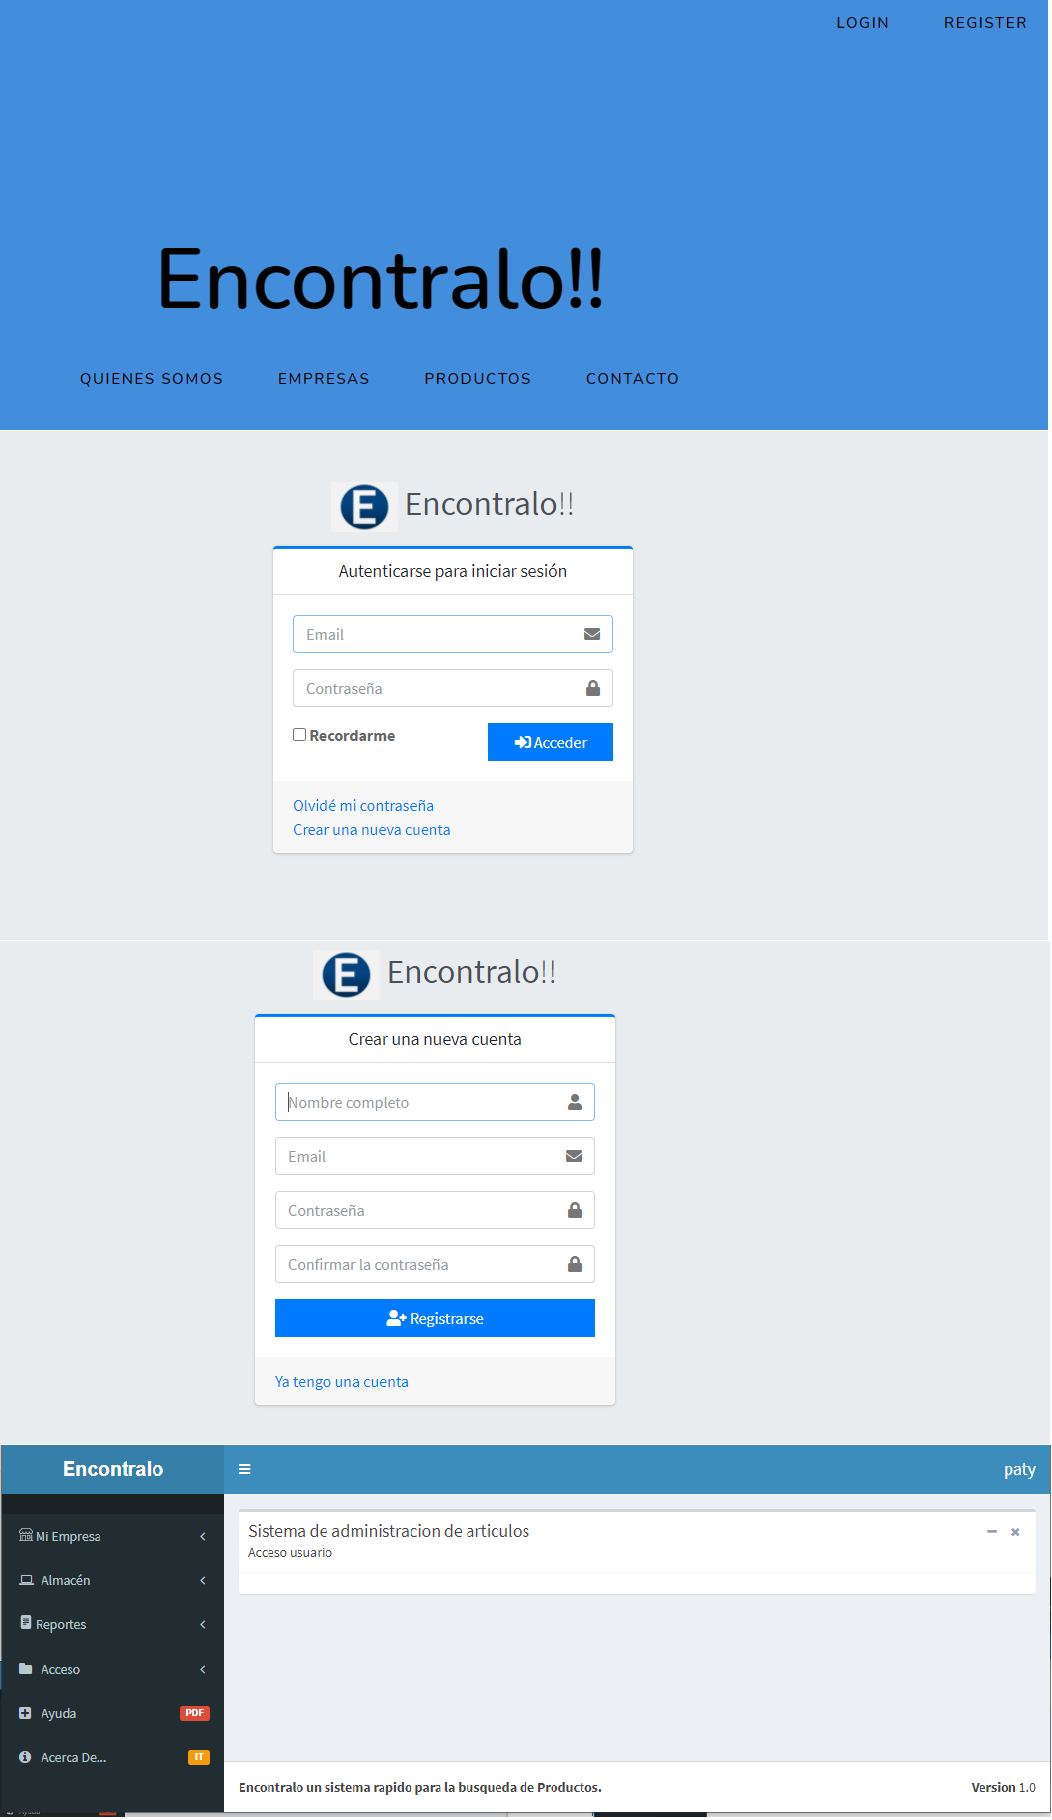 LOGIN REGISTER
Encontralo!!
QUIENES SOMOS EMPRESAS PRODUCTOS CONTACTO
E Encontralo!!
Autenticarse para iniciar sesión
Email
Contraseña
Recordarme Acceder
Olvidé mi contraseña
Crear una nueva cuenta
E Encontralo!!
Crear una nueva cuenta
Nombre completo
Email
Contraseña
Confirmar la contraseña
Registrarse
Ya tengo una cuenta
Encontralo paty
Sistema de administracion de articulos
Acceso usuario
Mi Empresa
Almacén
Reportes
Acceso
Ayuda PDF
Acerca De... IT
Encontralo un sistema rapido para la busqueda de Productos. Version 1.0